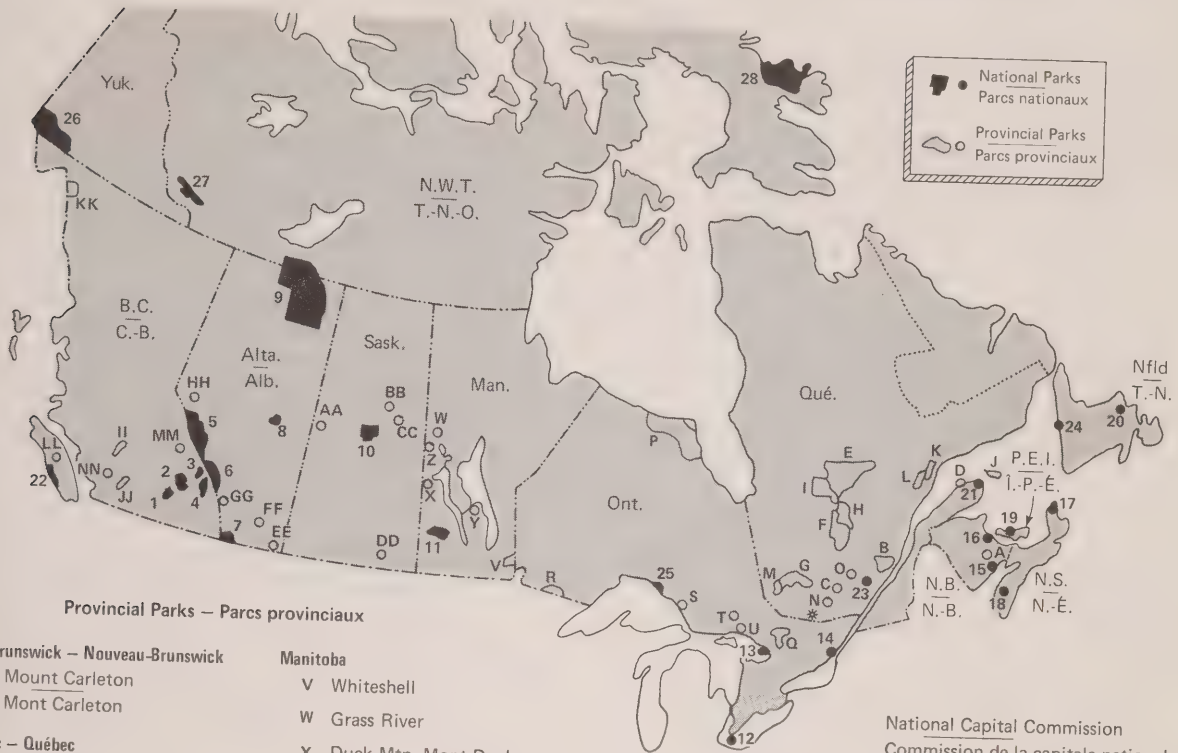 Yuk.
26
27
KK
N.W.T.
T.-N.-O.
28
National Parks
Parcs nationaux
Provincial Parks
Parcs provinciaux
9
B.C.
C.-B.
Alta.
Alb.
Sask.
Man.
Qué.
Nfld
T.-N.
HH
5
8
AA
BB
CC
10
W
Z
X
Y
11
II
MM
LL
NN
JJ
22
1
2
3
4
6
GG
7
FF
EE
DD
V
R
P
Ont.
E
I
H
F
L
K
D
21
J
P.E.I.
Î.-P.-É.
20
24
17
19
16
A
15
18
N.B.
N.-B.
N.S.
N.-É.
M
G
C
O
B
23
N
25
S
T
U
Q
13
14
12
Provincial Parks – Parcs provinciaux
runswick – Nouveau-Brunswick
Mount Carleton
Mont Carleton
c – Québec
Manitoba
V Whiteshell
W Grass River
National Capital Commission